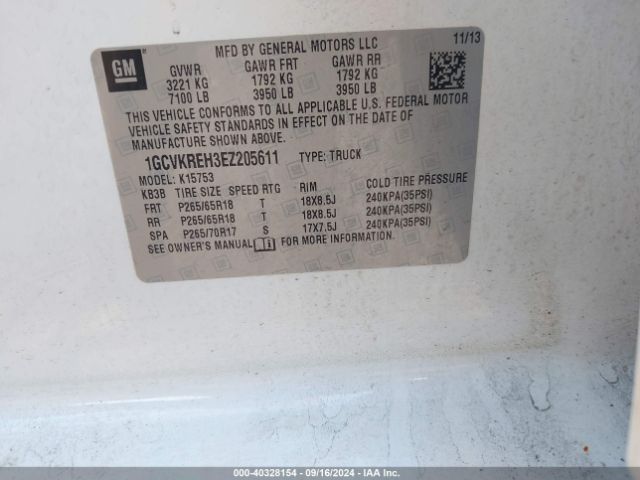 GM
MFD BY GENERAL MOTORS LLC 11/13
GVWR GAWR FRT GAWR RR
3221 KG 1792 KG 1792 KG
7100 LB 3950 LB 3950 LB
THIS VEHICLE CONFORMS TO ALL APPLICABLE U.S. FEDERAL MOTOR
VEHICLE SAFETY STANDARDS IN EFFECT ON THE DATE OF
MANUFACTURE SHOWN ABOVE.
1GCVKREH3EZ205611 TYPE: TRUCK
MODEL: K15753
KB3B TIRE SIZE SPEED RTG RIM COLD TIRE PRESSURE
FRT P265/65R18 T 18X8.5J 240KPA(35PSI)
RR P265/65R18 T 18X8.5J 240KPA(35PSI)
SPA P265/70R17 S 17X7.5J 240KPA(35PSI)
SEE OWNER'S MANUAL FOR MORE INFORMATION.
000-40328154 - 09/16/2024 - IAAI.COM